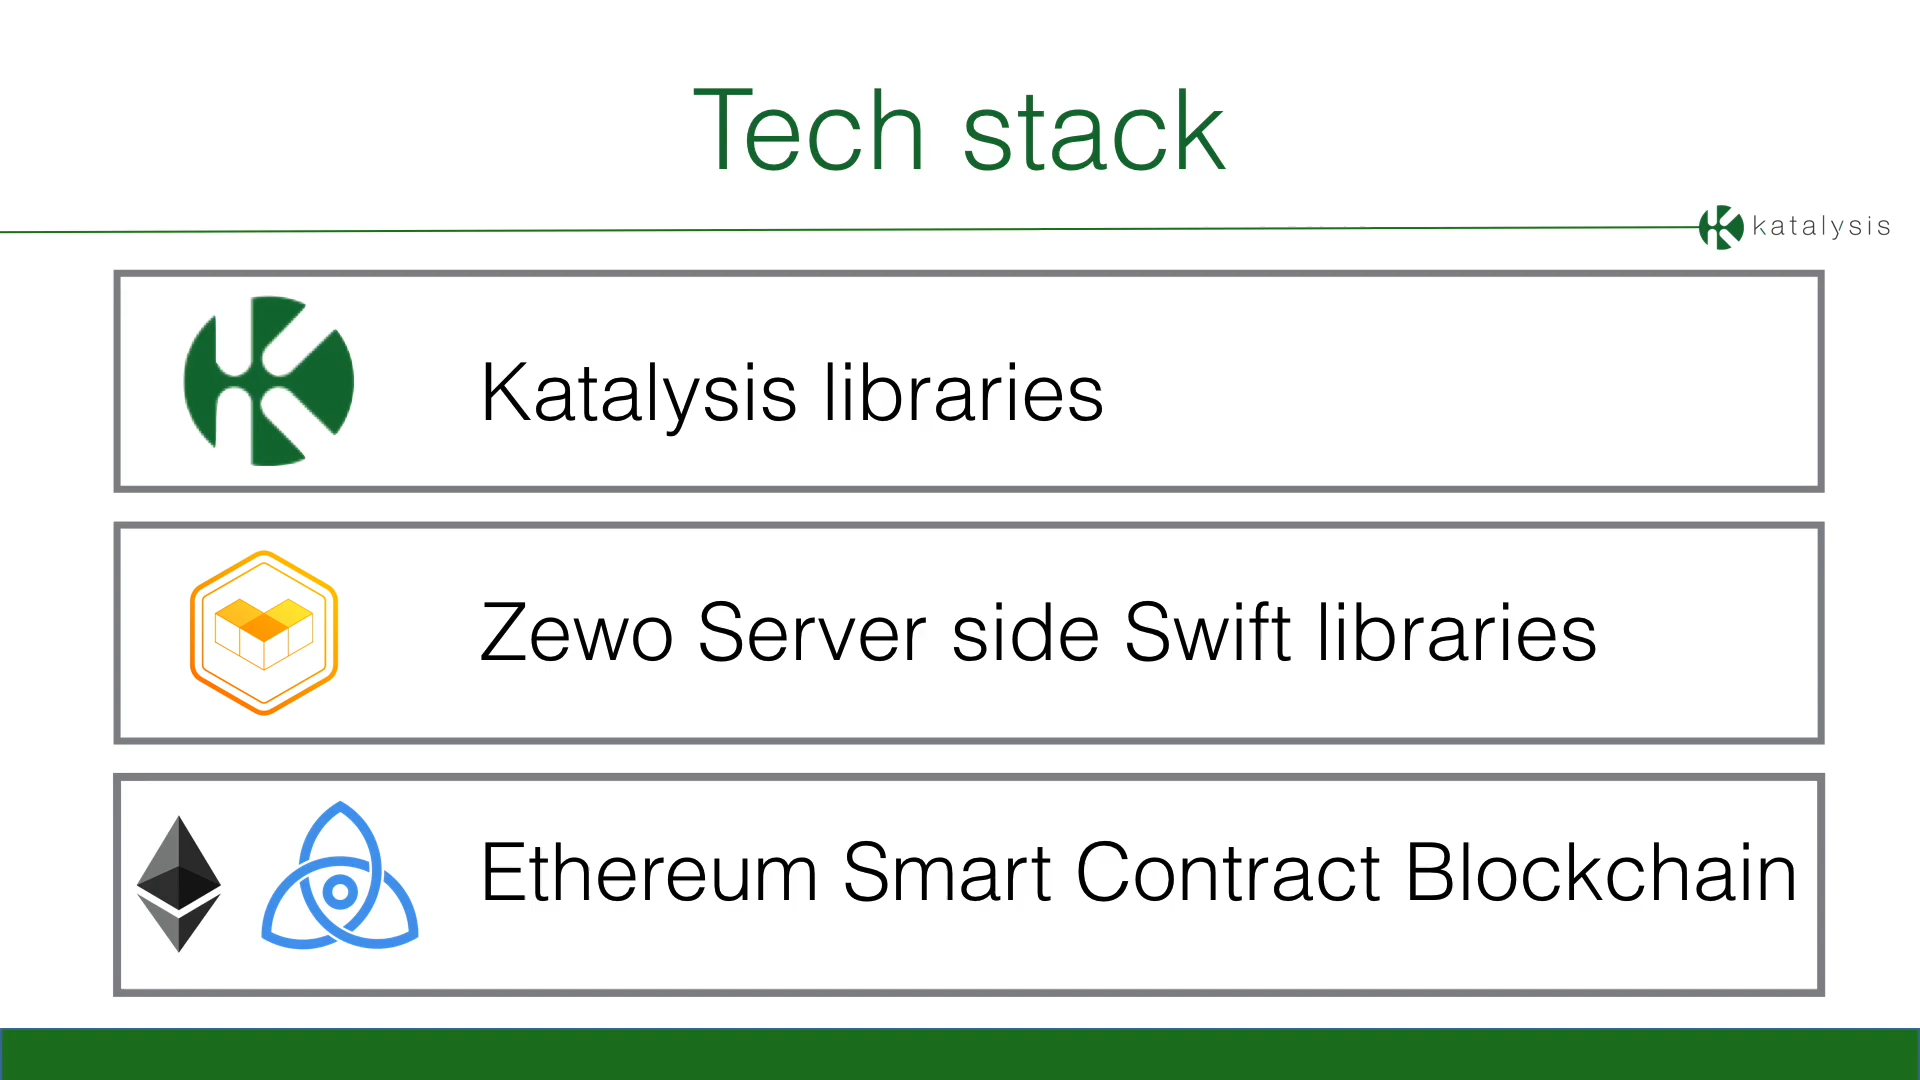 Tech stack
katalysis
Katalysis libraries
Zewo Server side Swift libraries
Ethereum Smart Contract Blockchain